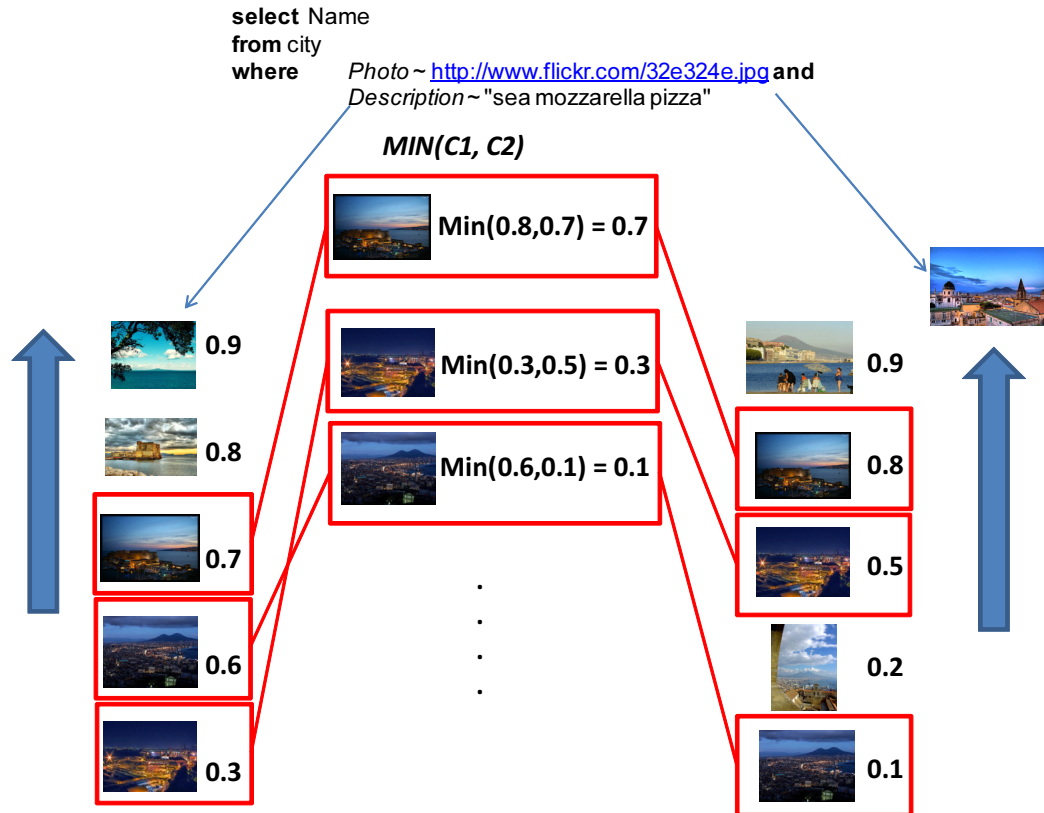 select Name
from city
where Photo ~ http://www.flickr.com/32e324e.jpg and
Description ~ "sea mozzarella pizza"
MIN(C1, C2)
Min(0.8,0.7) = 0.7
Min(0.3,0.5) = 0.3
Min(0.6,0.1) = 0.1
.
.
.
.
0.9
0.8
0.7
0.6
0.3
0.9
0.8
0.5
0.2
0.1